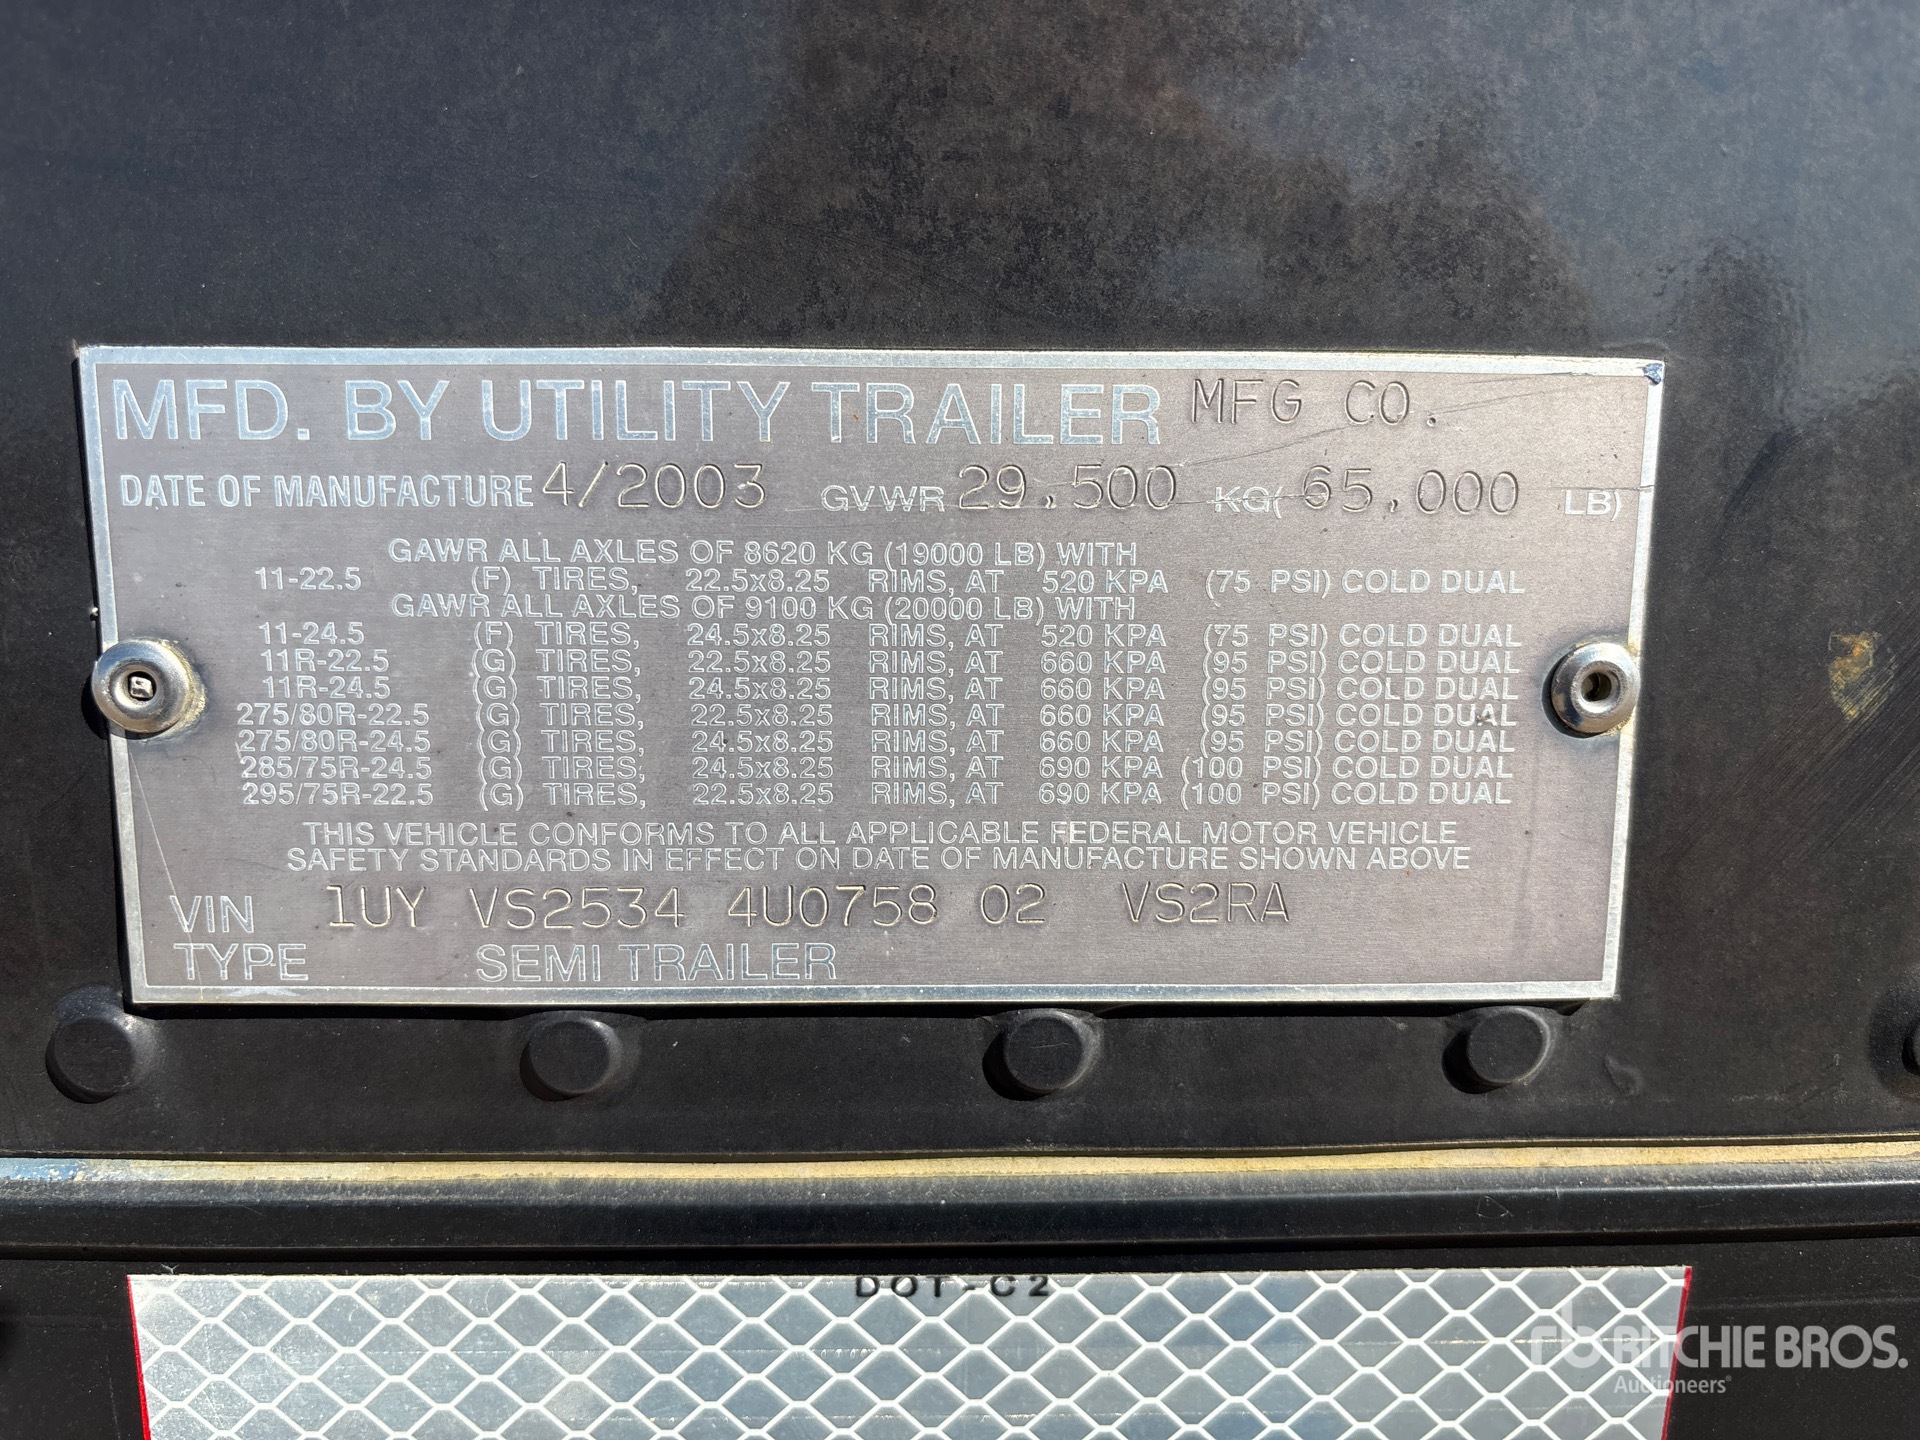 MFD. BY UTILITY TRAILER MFG CO.
DATE OF MANUFACTURE 4/2003 GVWR 29,500 KG( 65,000 LB)
GAWR ALL AXLES OF 8620 KG (19000 LB) WITH
11-22.5 (F) TIRES, 22.5x8.25 RIMS, AT 520 KPA (75 PSI) COLD DUAL
GAWR ALL AXLES OF 9100 KG (20000 LB) WITH
11-24.5 (F) TIRES, 24.5x8.25 RIMS, AT 520 KPA (75 PSI) COLD DUAL
11R-22.5 (G) TIRES, 22.5x8.25 RIMS, AT 660 KPA (95 PSI) COLD DUAL
11R-24.5 (G) TIRES, 24.5x8.25 RIMS, AT 660 KPA (95 PSI) COLD DUAL
275/80R-22.5 (G) TIRES, 22.5x8.25 RIMS, AT 660 KPA (95 PSI) COLD DUAL
275/80R-24.5 (G) TIRES, 24.5x8.25 RIMS, AT 660 KPA (95 PSI) COLD DUAL
285/75R-24.5 (G) TIRES, 24.5x8.25 RIMS, AT 690 KPA (100 PSI) COLD DUAL
295/75R-22.5 (G) TIRES, 22.5x8.25 RIMS, AT 690 KPA (100 PSI) COLD DUAL
THIS VEHICLE CONFORMS TO ALL APPLICABLE FEDERAL MOTOR VEHICLE
SAFETY STANDARDS IN EFFECT ON DATE OF MANUFACTURE SHOWN ABOVE
VIN 1UY VS2534 4U0758 02 VS2RA
TYPE SEMI TRAILER
DOT-C2
rb RITCHIE BROS.
Auctioneers